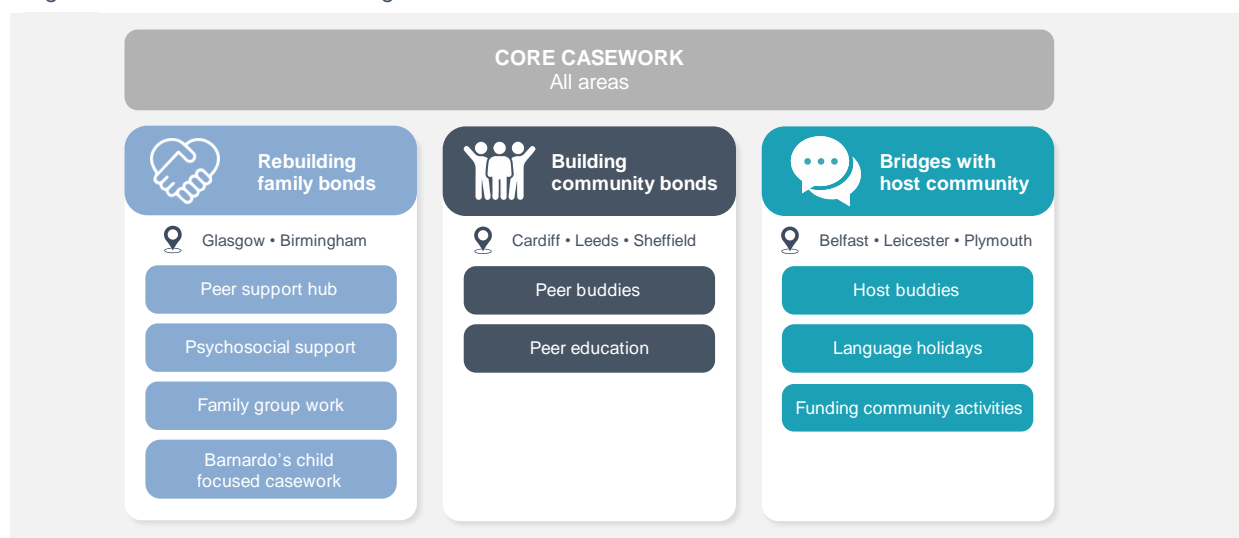 CORE CASEWORK
All areas
Rebuilding
family bonds
Glasgow • Birmingham
Peer support hub
Psychosocial support
Family group work
Barnardo's child
focused casework
Building
community bonds
Cardiff • Leeds • Sheffield
Peer buddies
Peer education
Bridges with
host community
Belfast • Leicester • Plymouth
Host buddies
Language holidays
Funding community activities